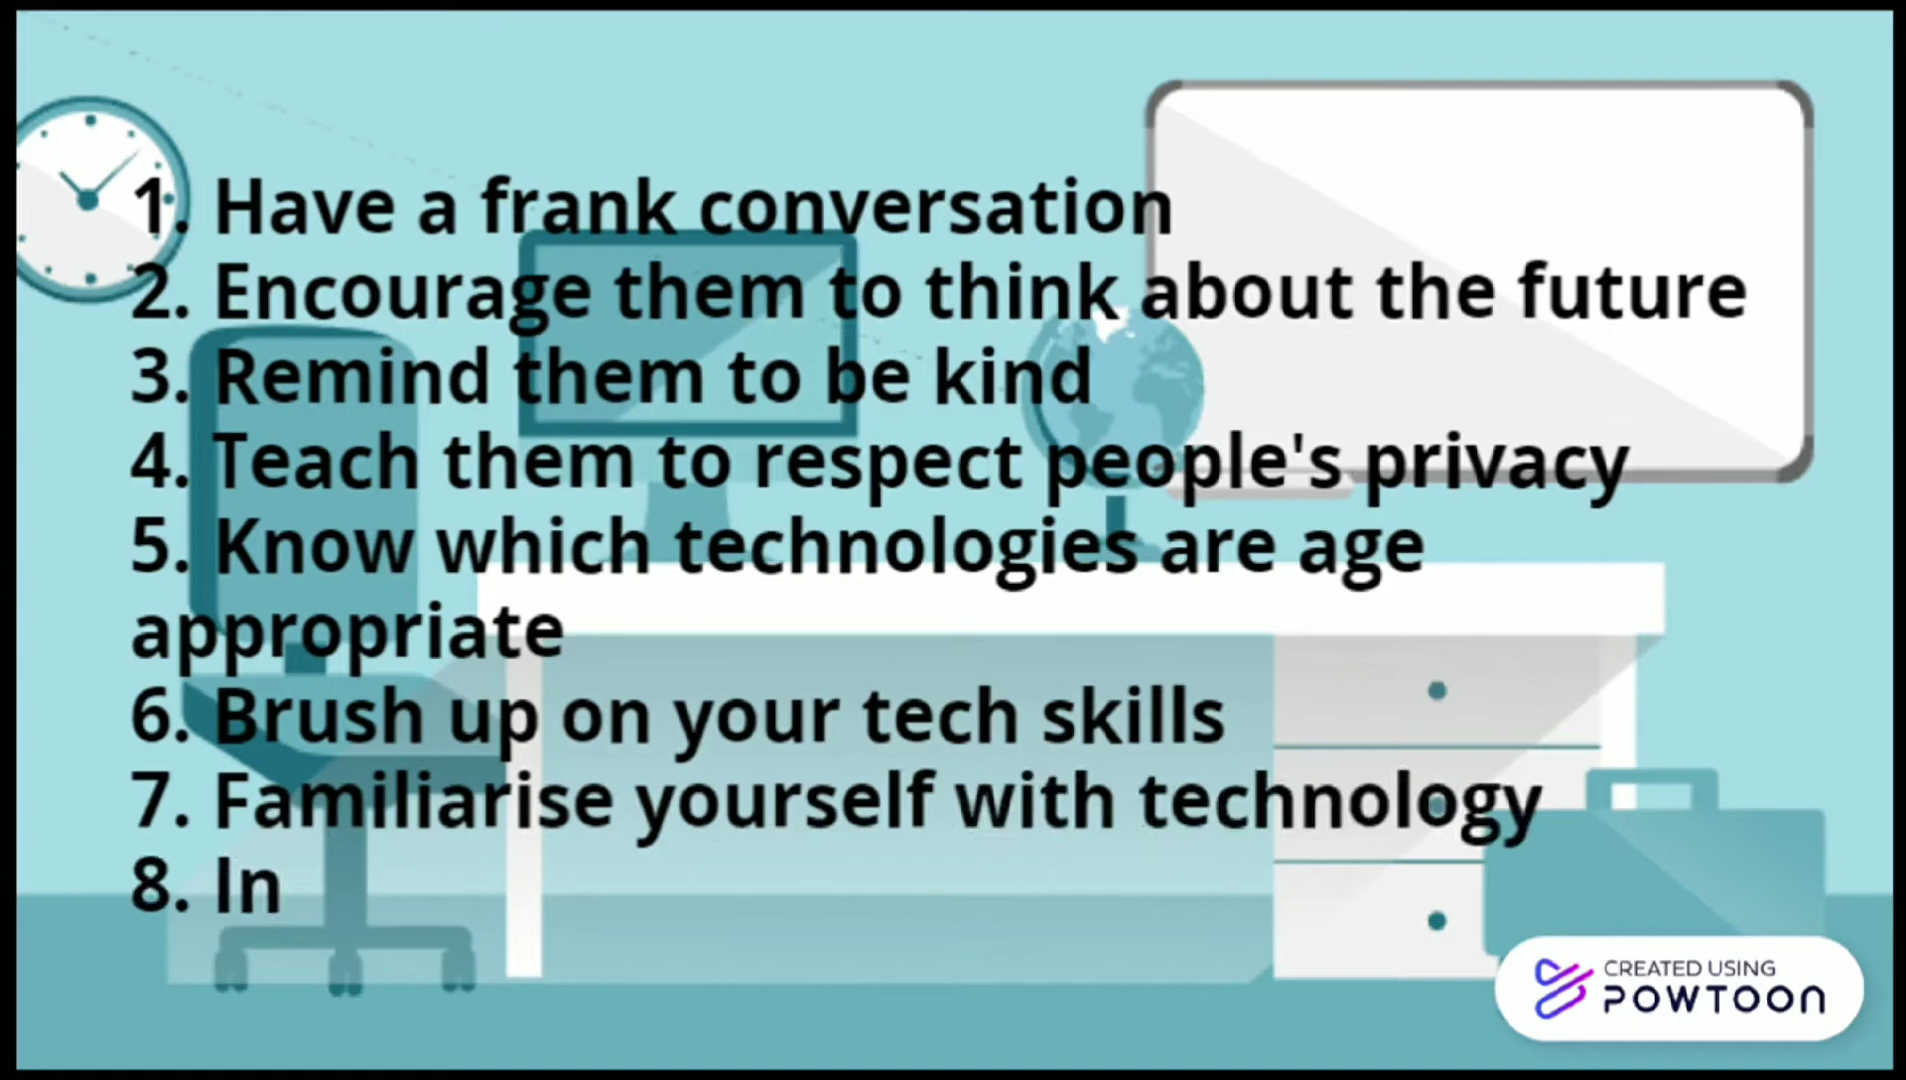 1. Have a frank conversation
2. Encourage them to think about the future
3. Remind them to be kind
4. Teach them to respect people's privacy
5. Know which technologies are age
appropriate
6. Brush up on your tech skills
7. Familiarise yourself with technology
8. In
CREATED USING
POWTOON